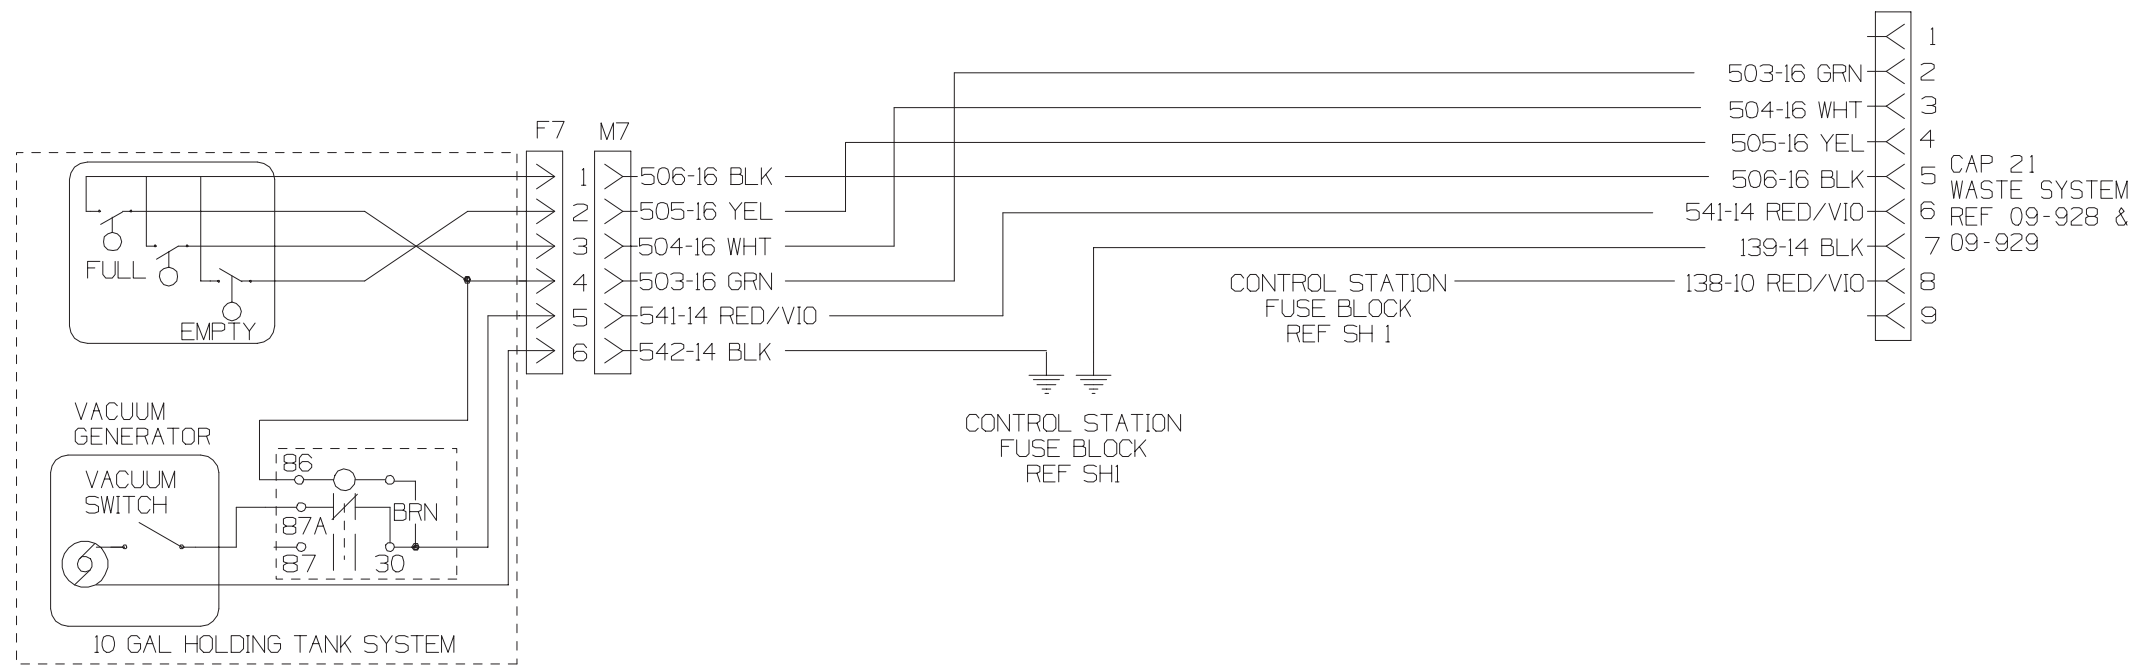 F7
M7
FULL
EMPTY
1
2
3
4
5
6
506-16 BLK
505-16 YEL
504-16 WHT
503-16 GRN
541-14 RED/VIO
542-14 BLK
VACUUM
GENERATOR
VACUUM
SWITCH
86
87A
87
30
BRN
10 GAL HOLDING TANK SYSTEM
CONTROL STATION
FUSE BLOCK
REF SH1
CONTROL STATION
FUSE BLOCK
REF SH 1
503-16 GRN
504-16 WHT
505-16 YEL
506-16 BLK
541-14 RED/VIO
139-14 BLK
138-10 RED/VIO
1
2
3
4
5
6
7
8
9
CAP 21
WASTE SYSTEM
REF 09-928 &
09-929